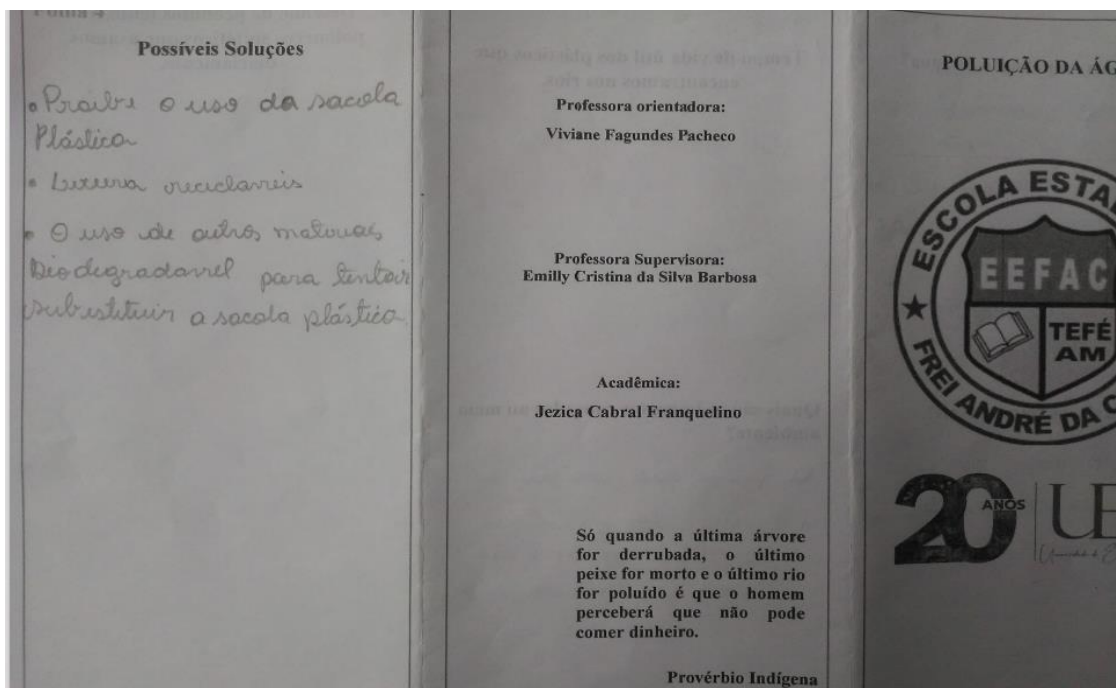 Possíveis Soluções
• Proibi o uso da sacola
Plástica
• Lixeira recicláveis
• O uso de outros materiais
Biodegradavel para tentar
substituir a sacola plástica
Professora orientadora:
Viviane Fagundes Pacheco
Professora Supervisora:
Emilly Cristina da Silva Barbosa
Acadêmica:
Jezica Cabral Franquelino
Só quando a última árvore
for derrubada, o último
peixe for morto e o último rio
for poluído é que o homem
perceberá que não pode
comer dinheiro.
Provérbio Indígena
POLUIÇÃO DA ÁG
ESCOLA ESTA
EEFAC
TEFÉ
AM
FREI ANDRÉ DA C
20
ANOS
UE